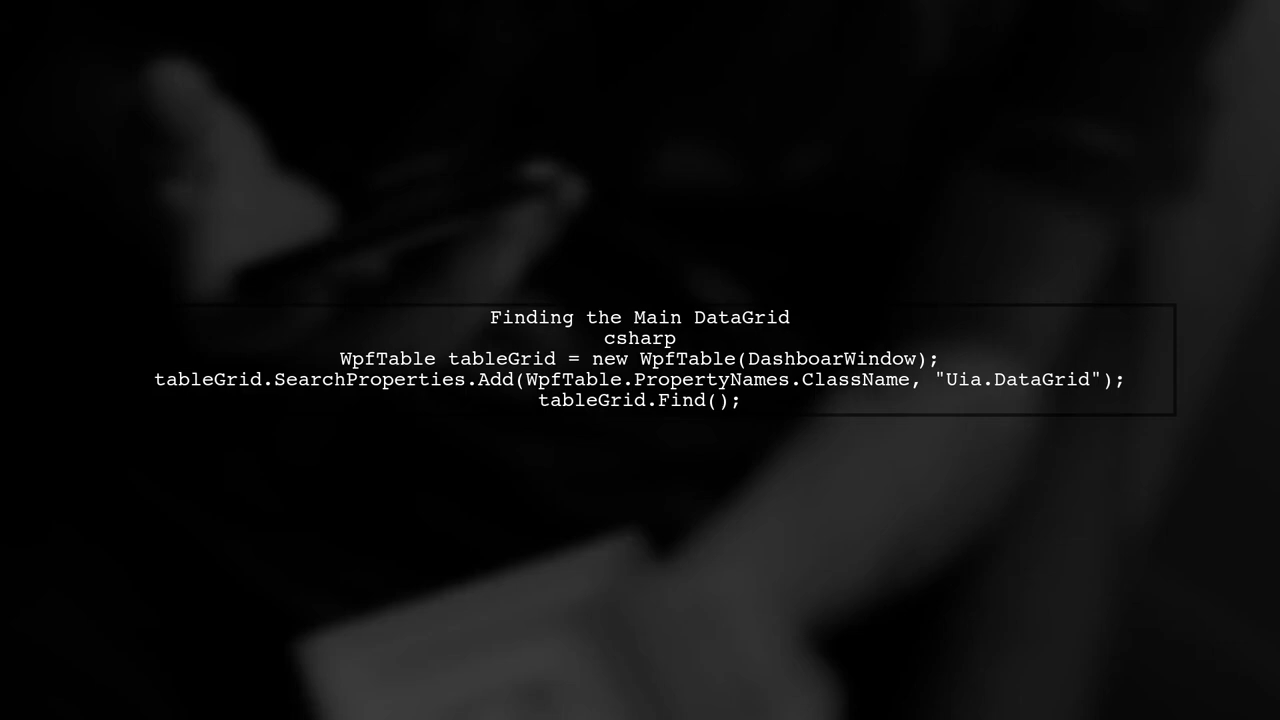 Finding the Main DataGrid
csharp
WpfTable tableGrid = new WpfTable(DashboarWindow);
tableGrid.SearchProperties.Add(WpfTable.PropertyNames.ClassName, "Uia.DataGrid");
tableGrid.Find();